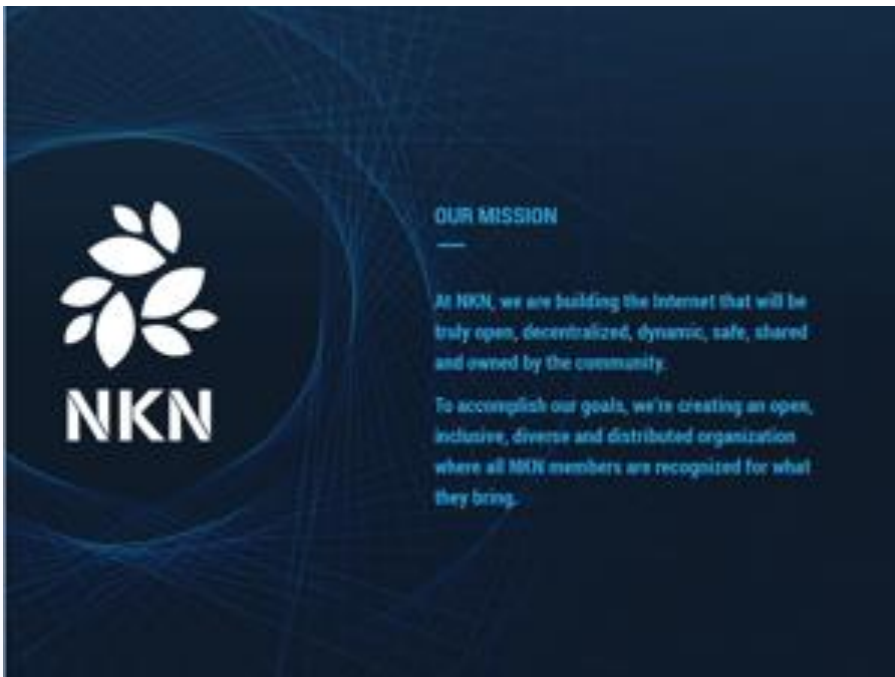 NKN
OUR MISSION
At NKN, we are building the Internet that will be
truly open, decentralized, dynamic, safe, shared
and owned by the community.
To accomplish our goals, we're creating an open,
inclusive, diverse and distributed organization
where all NKN members are recognized for what
they bring.